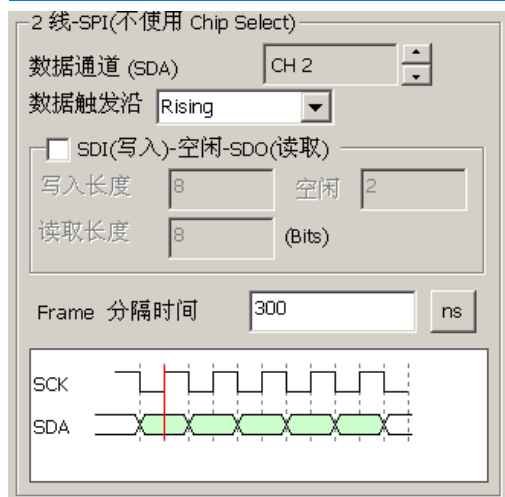 2 线-SPI(不使用 Chip Select)
数据通道 (SDA) CH 2
数据触发沿 Rising
SDI(写入)-空闲-SDO(读取)
写入长度 8 空闲 2
读取长度 8 (Bits)
Frame 分隔时间 300 ns
SCK
SDA